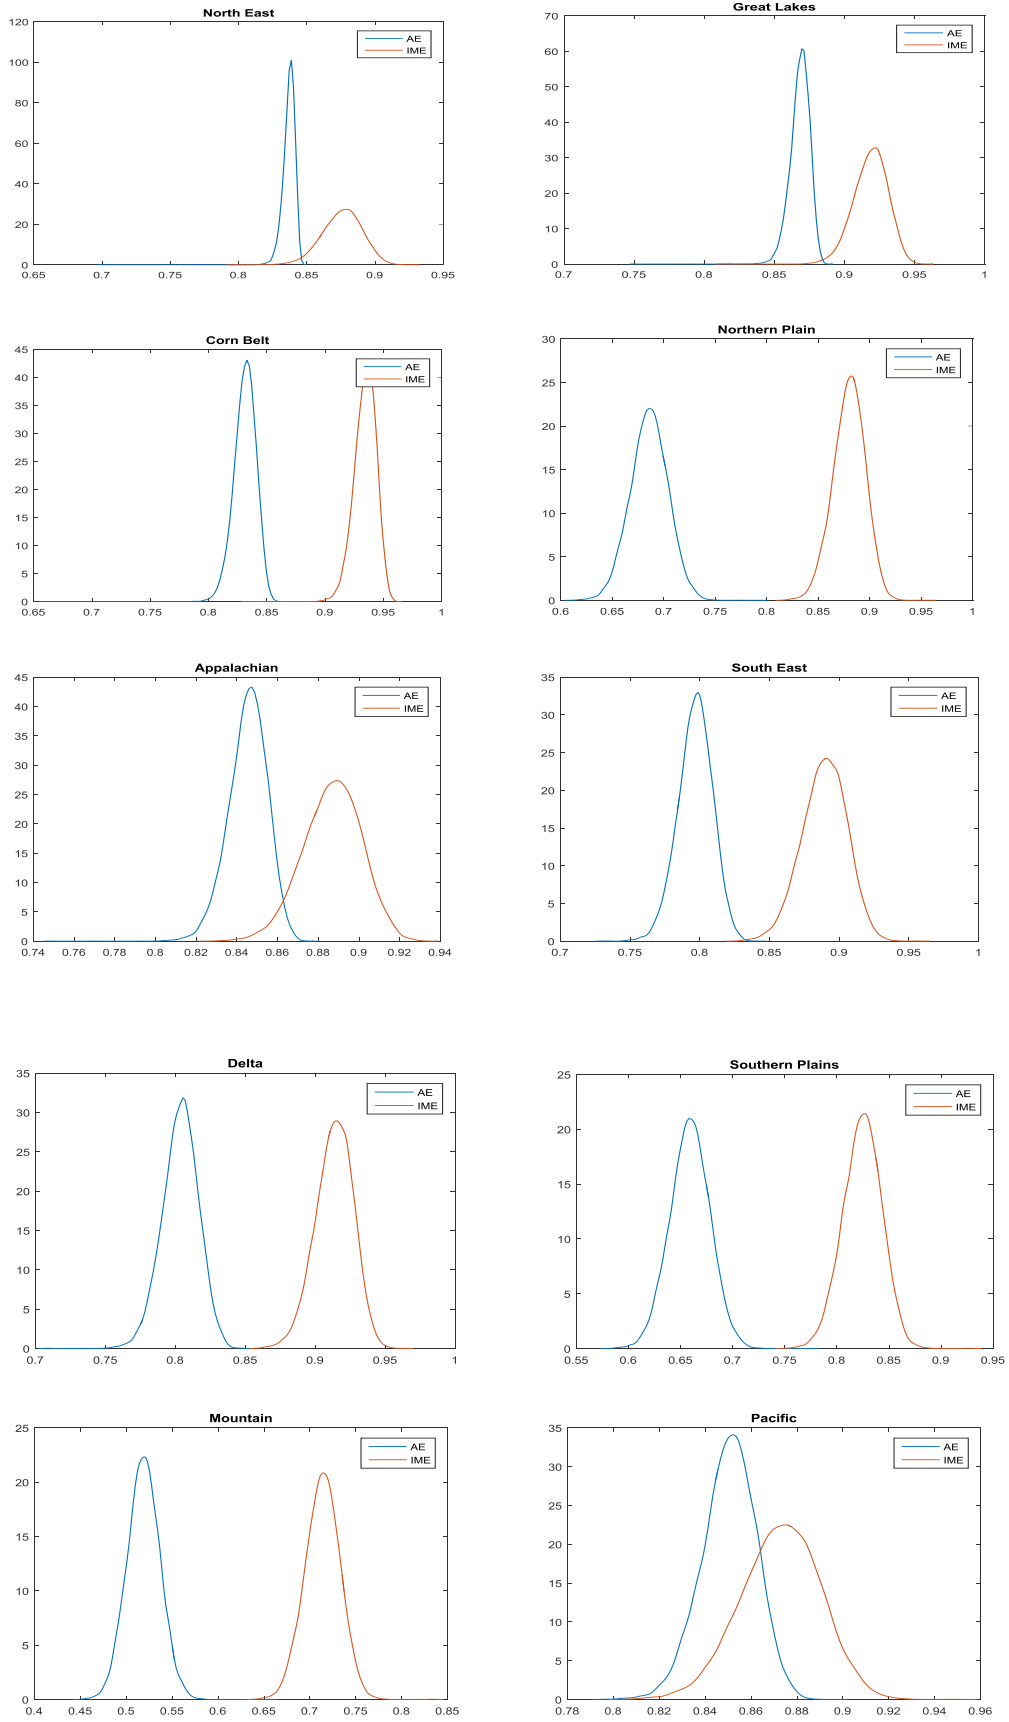 North East
120
100
80
60
40
20
0
0.65 0.7 0.75 0.8 0.85 0.9 0.95
AE
IME
Great Lakes
70
60
50
40
30
20
10
0
0.7 0.75 0.8 0.85 0.9 0.95 1
AE
IME
Corn Belt
45
40
35
30
25
20
15
10
5
0
0.65 0.7 0.75 0.8 0.85 0.9 0.95 1
AE
IME
Northern Plain
30
25
20
15
10
5
0
0.6 0.65 0.7 0.75 0.8 0.85 0.9 0.95 1
AE
IME
Appalachian
45
40
35
30
25
20
15
10
5
0
0.74 0.76 0.78 0.8 0.82 0.84 0.86 0.88 0.9 0.92 0.94
AE
IME
South East
35
30
25
20
15
10
5
0
0.7 0.75 0.8 0.85 0.9 0.95 1
AE
IME
Delta
35
30
25
20
15
10
5
0
0.7 0.75 0.8 0.85 0.9 0.95 1
AE
IME
Southern Plains
25
20
15
10
5
0
0.55 0.6 0.65 0.7 0.75 0.8 0.85 0.9 0.95
AE
IME
Mountain
25
20
15
10
5
0
0.4 0.45 0.5 0.55 0.6 0.65 0.7 0.75 0.8 0.85
AE
IME
Pacific
35
30
25
20
15
10
5
0
0.78 0.8 0.82 0.84 0.86 0.88 0.9 0.92 0.94 0.96
AE
IME